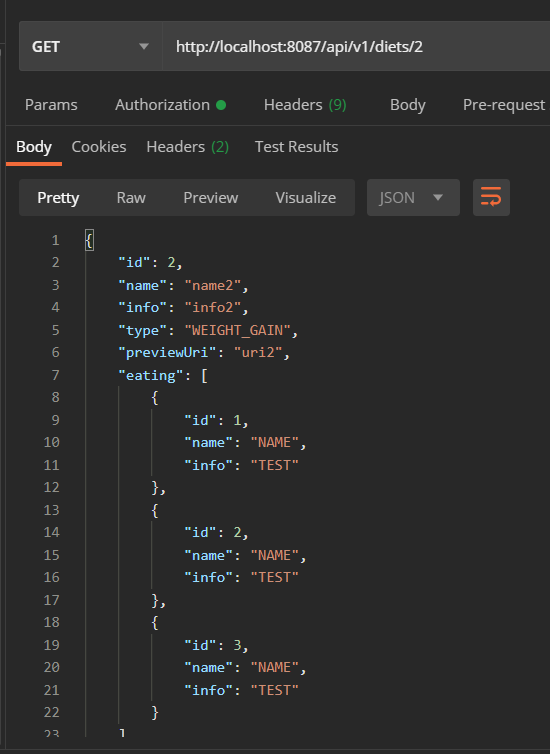 GET http://localhost:8087/api/v1/diets/2
Params Authorization Headers (9) Body Pre-request
Body Cookies Headers (2) Test Results
Pretty Raw Preview Visualize JSON
1 {
2 "id": 2,
3 "name": "name2",
4 "info": "info2",
5 "type": "WEIGHT_GAIN",
6 "previewUri": "uri2",
7 "eating": [
8 {
9 "id": 1,
10 "name": "NAME",
11 "info": "TEST"
12 },
13 {
14 "id": 2,
15 "name": "NAME",
16 "info": "TEST"
17 },
18 {
19 "id": 3,
20 "name": "NAME",
21 "info": "TEST"
22 }
23 ]